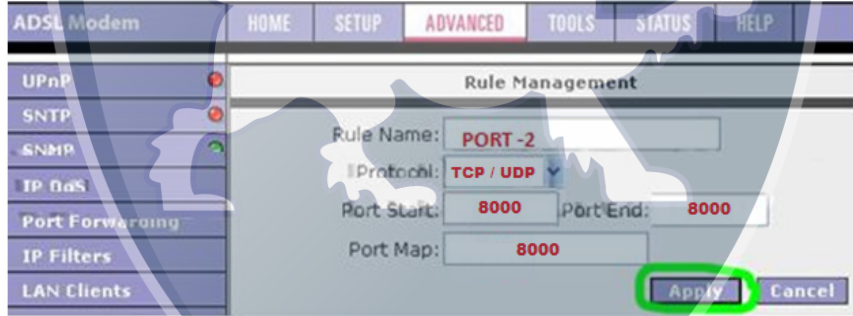 ADSL Modem HOME SETUP ADVANCED TOOLS STATUS HELP
UPnP
Rule Management
SNTP
Rule Name: PORT -2
SNMP
Protocol: TCP / UDP
IP QoS
Port Start: 8000 Port End: 8000
Port Forwarding
Port Map: 8000
IP Filters
LAN Clients
Apply Cancel